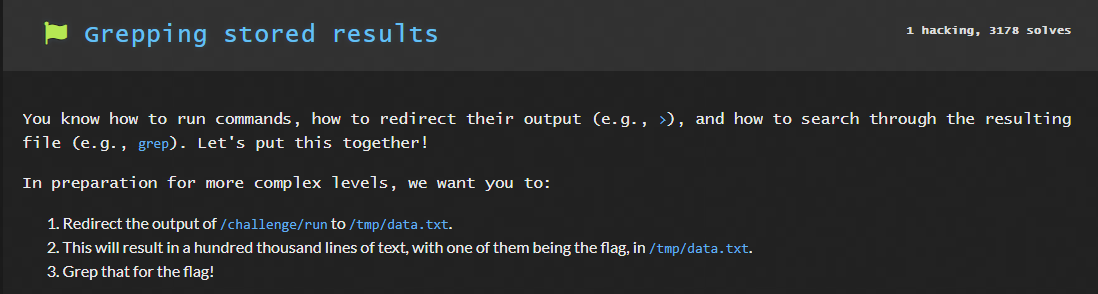 Grepping stored results
1 hacking, 3178 solves
You know how to run commands, how to redirect their output (e.g., >), and how to search through the resulting
file (e.g., grep). Let's put this together!
In preparation for more complex levels, we want you to:
1. Redirect the output of /challenge/run to /tmp/data.txt.
2. This will result in a hundred thousand lines of text, with one of them being the flag, in /tmp/data.txt.
3. Grep that for the flag!